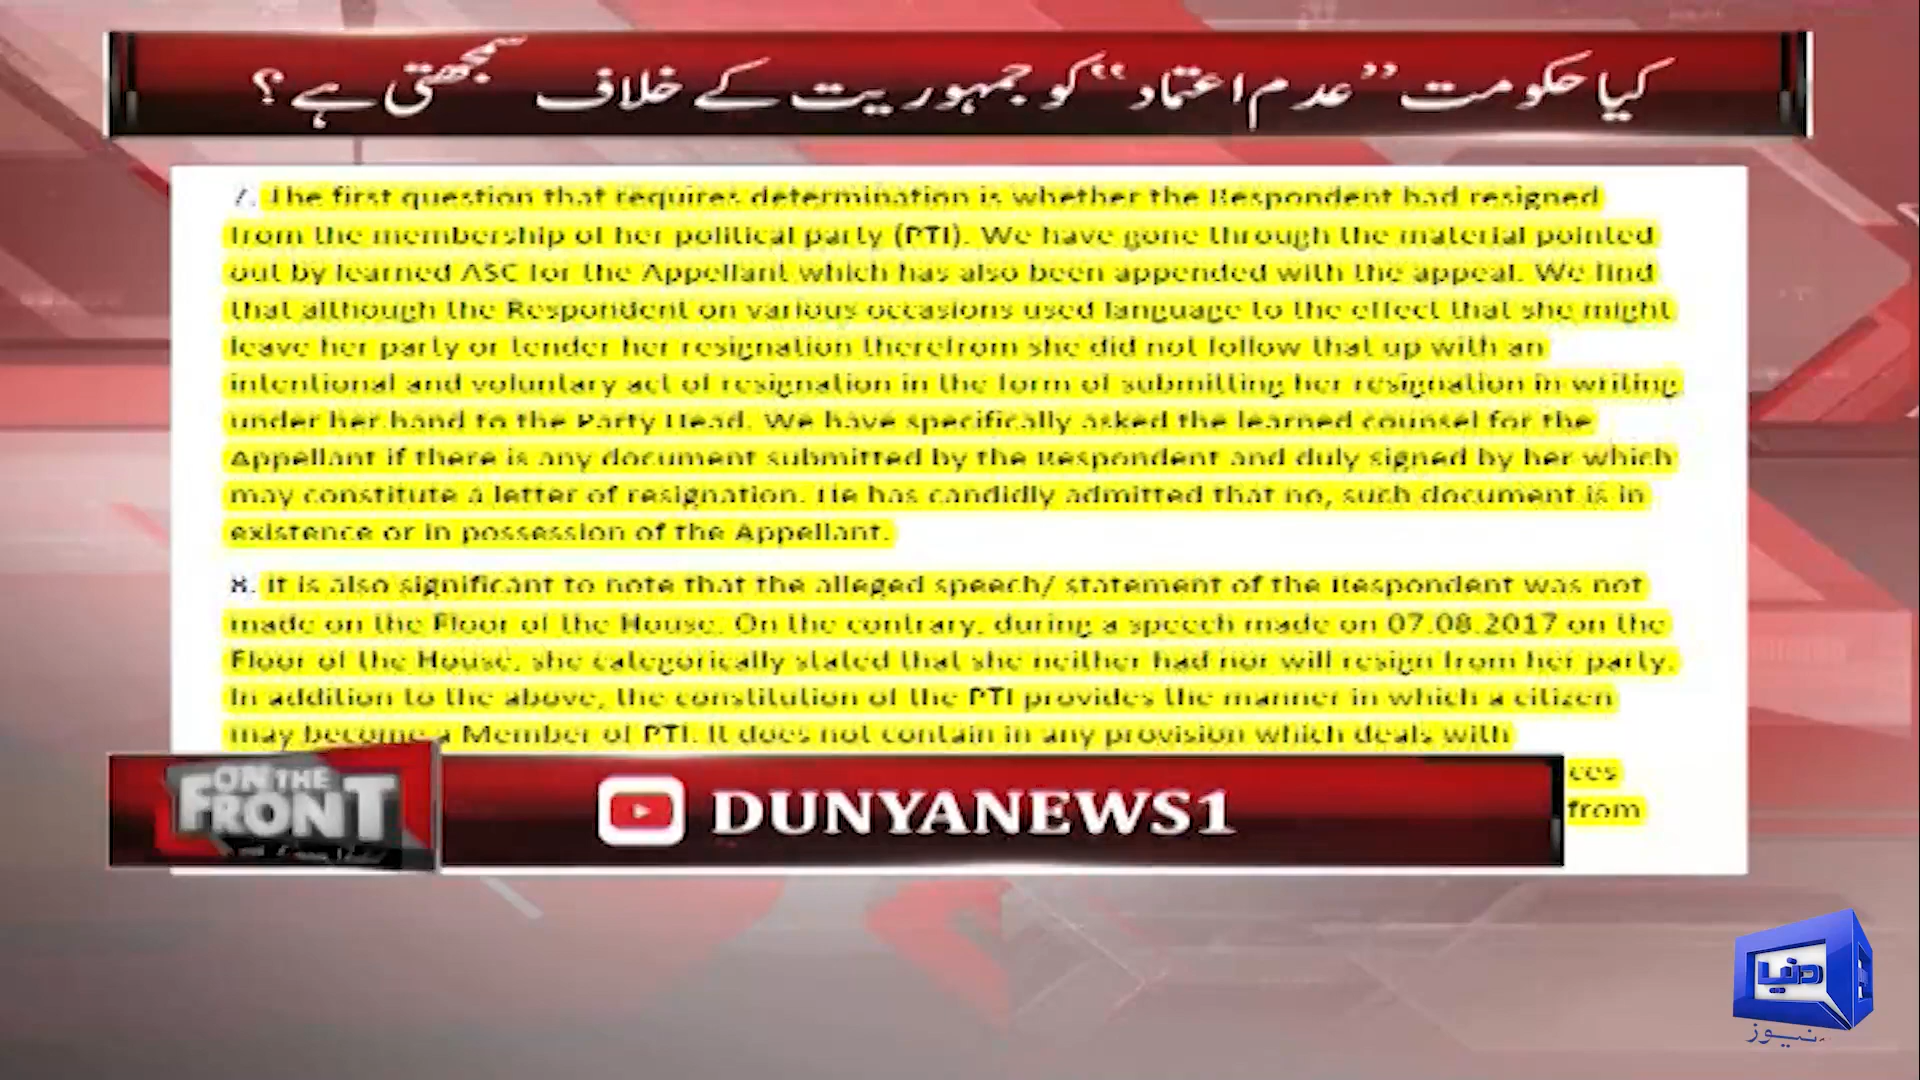 کیا حکومت ”عدم اعتماد“ کو جمہوریت کے خلاف سمجھتی ہے؟
7. The first question that requires determination is whether the Respondent had resigned
from the membership of her political party (PTI). We have gone through the material pointed
out by learned ASC for the Appellant which has also been appended with the appeal. We find
that although the Respondent on various occasions used language to the effect that she might
leave her party or tender her resignation therefrom she did not follow that up with an
intentional and voluntary act of resignation in the form of submitting her resignation in writing
under her hand to the Party Head. We have specifically asked the learned counsel for the
Appellant if there is any document submitted by the Respondent and duly signed by her which
may constitute a letter of resignation. He has candidly admitted that no, such document is in
existence or in possession of the Appellant.
8. It is also significant to note that the alleged speech/ statement of the Respondent was not
made on the Floor of the House. On the contrary, during a speech made on 07.08.2017 on the
Floor of the House, she categorically stated that she neither had nor will resign from her party.
In addition to the above, the constitution of the PTI provides the manner in which a citizen
may become a Member of PTI. It does not contain in any provision which deals with
ces
from
ON THE
FRONT
DUNYANEWS1
دنیا
نیوز